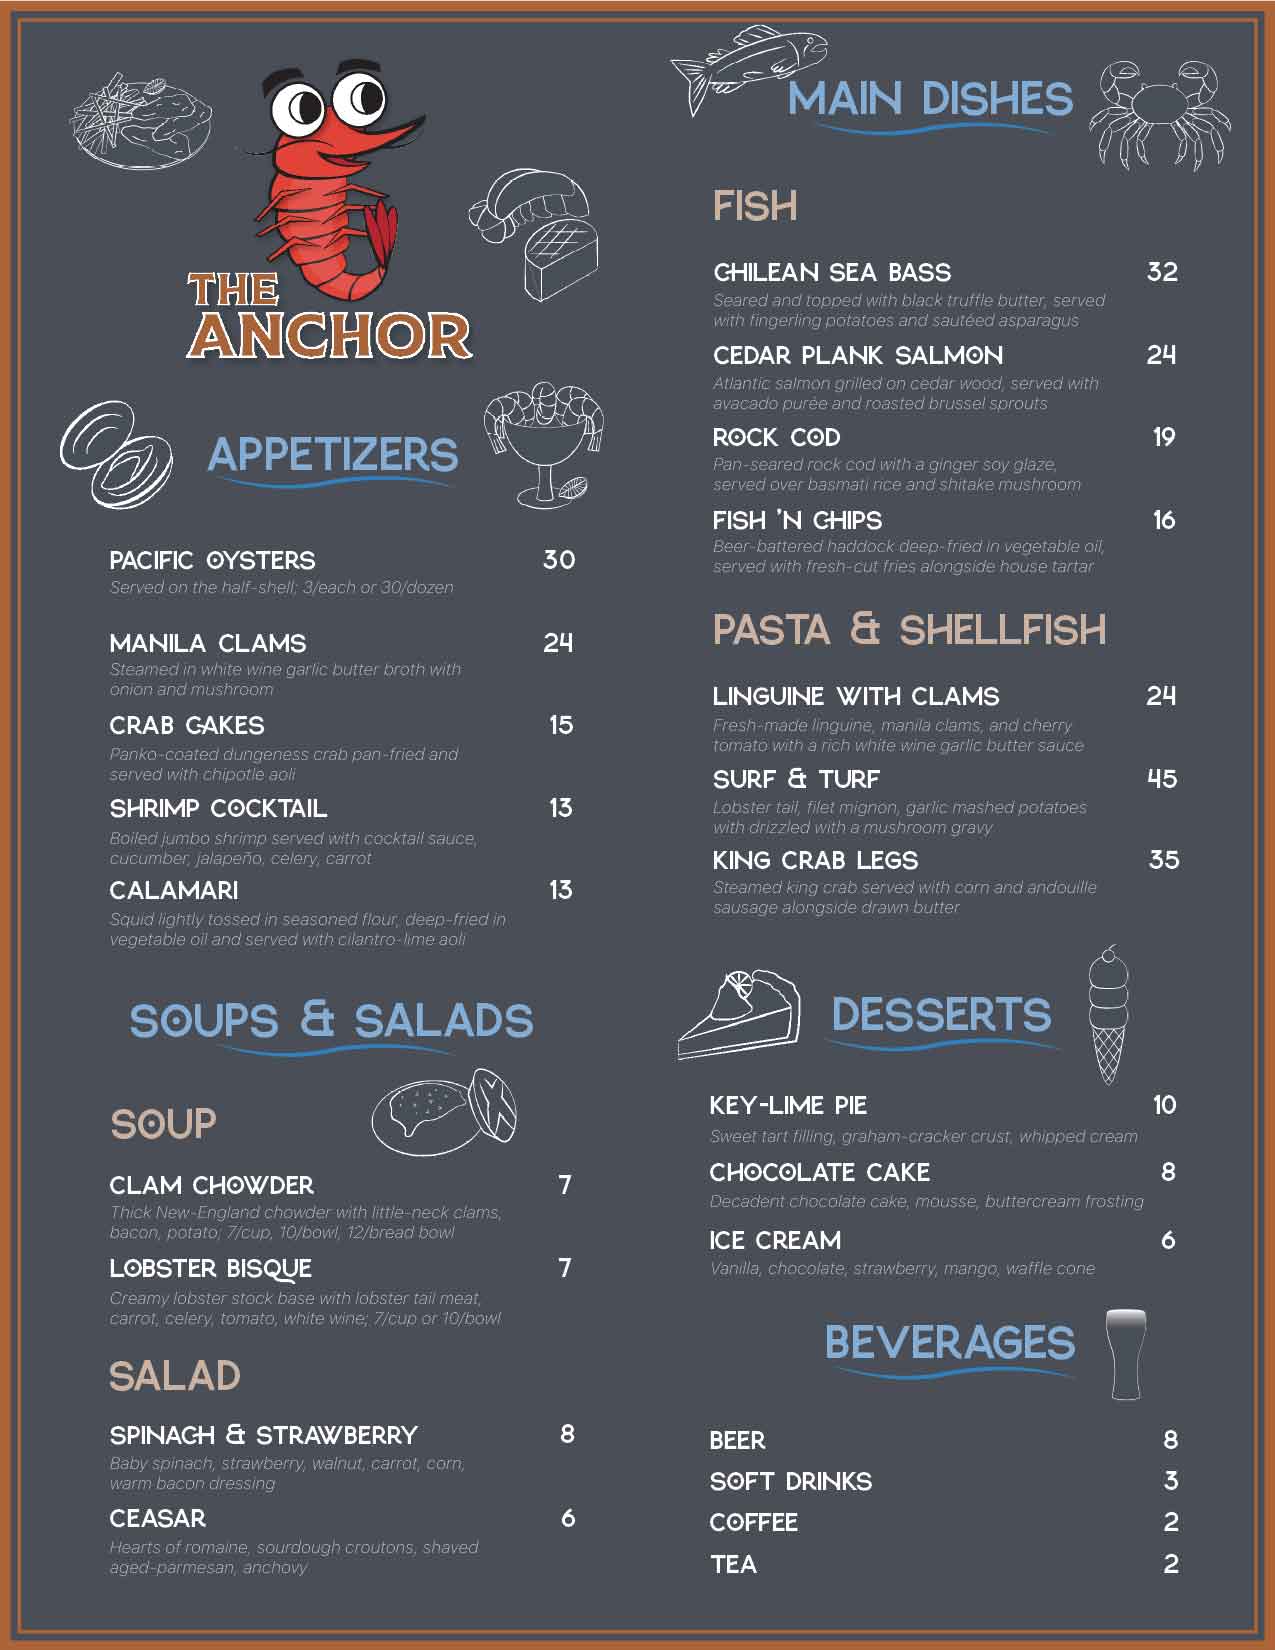 THE
ANCHOR
APPETIZERS
PACIFIC OYSTERS 30
Served on the half-shell; 3/each or 30/dozen
MANILA CLAMS 24
Steamed in white wine garlic butter broth with
onion and mushroom
CRAB CAKES 15
Panko-coated dungeness crab pan-fried and
served with chipotle aoli
SHRIMP COCKTAIL 13
Boiled jumbo shrimp served with cocktail sauce,
cucumber, jalapeño, celery, carrot
CALAMARI 13
Squid lightly tossed in seasoned flour, deep-fried in
vegetable oil and served with cilantro-lime aoli
SOUPS & SALADS
SOUP
CLAM CHOWDER 7
Thick New-England chowder with little-neck clams,
bacon, potato; 7/cup, 10/bowl, 12/bread bowl
LOBSTER BISQUE 7
Creamy lobster stock base with lobster tail meat,
carrot, celery, tomato, white wine; 7/cup or 10/bowl
SALAD
SPINACH & STRAWBERRY 8
Baby spinach, strawberry, walnut, carrot, corn,
warm bacon dressing
CEASAR 6
Hearts of romaine, sourdough croutons, shaved
aged-parmesan, anchovy
MAIN DISHES
FISH
CHILEAN SEA BASS 32
Seared and topped with black truffle butter, served
with fingerling potatoes and sautéed asparagus
CEDAR PLANK SALMON 24
Atlantic salmon grilled on cedar wood, served with
avacado purèe and roasted brussel sprouts
ROCK COD 19
Pan-seared rock cod with a ginger soy glaze,
served over basmati rice and shitake mushroom
FISH 'N CHIPS 16
Beer-battered haddock deep-fried in vegetable oil,
served with fresh-cut fries alongside house tartar
PASTA & SHELLFISH
LINGUINE WITH CLAMS 24
Fresh-made linguine, manila clams, and cherry
tomato with a rich white wine garlic butter sauce
SURF & TURF 45
Lobster tail, filet mignon, garlic mashed potatoes
with drizzled with a mushroom gravy
KING CRAB LEGS 35
Steamed king crab served with corn and andouille
sausage alongside drawn butter
DESSERTS
KEY-LIME PIE 10
Sweet tart filling, graham-cracker crust, whipped cream
CHOCOLATE CAKE 8
Decadent chocolate cake, mousse, buttercream frosting
ICE CREAM 6
Vanilla, chocolate, strawberry, mango, waffle cone
BEVERAGES
BEER 8
SOFT DRINKS 3
COFFEE 2
TEA 2